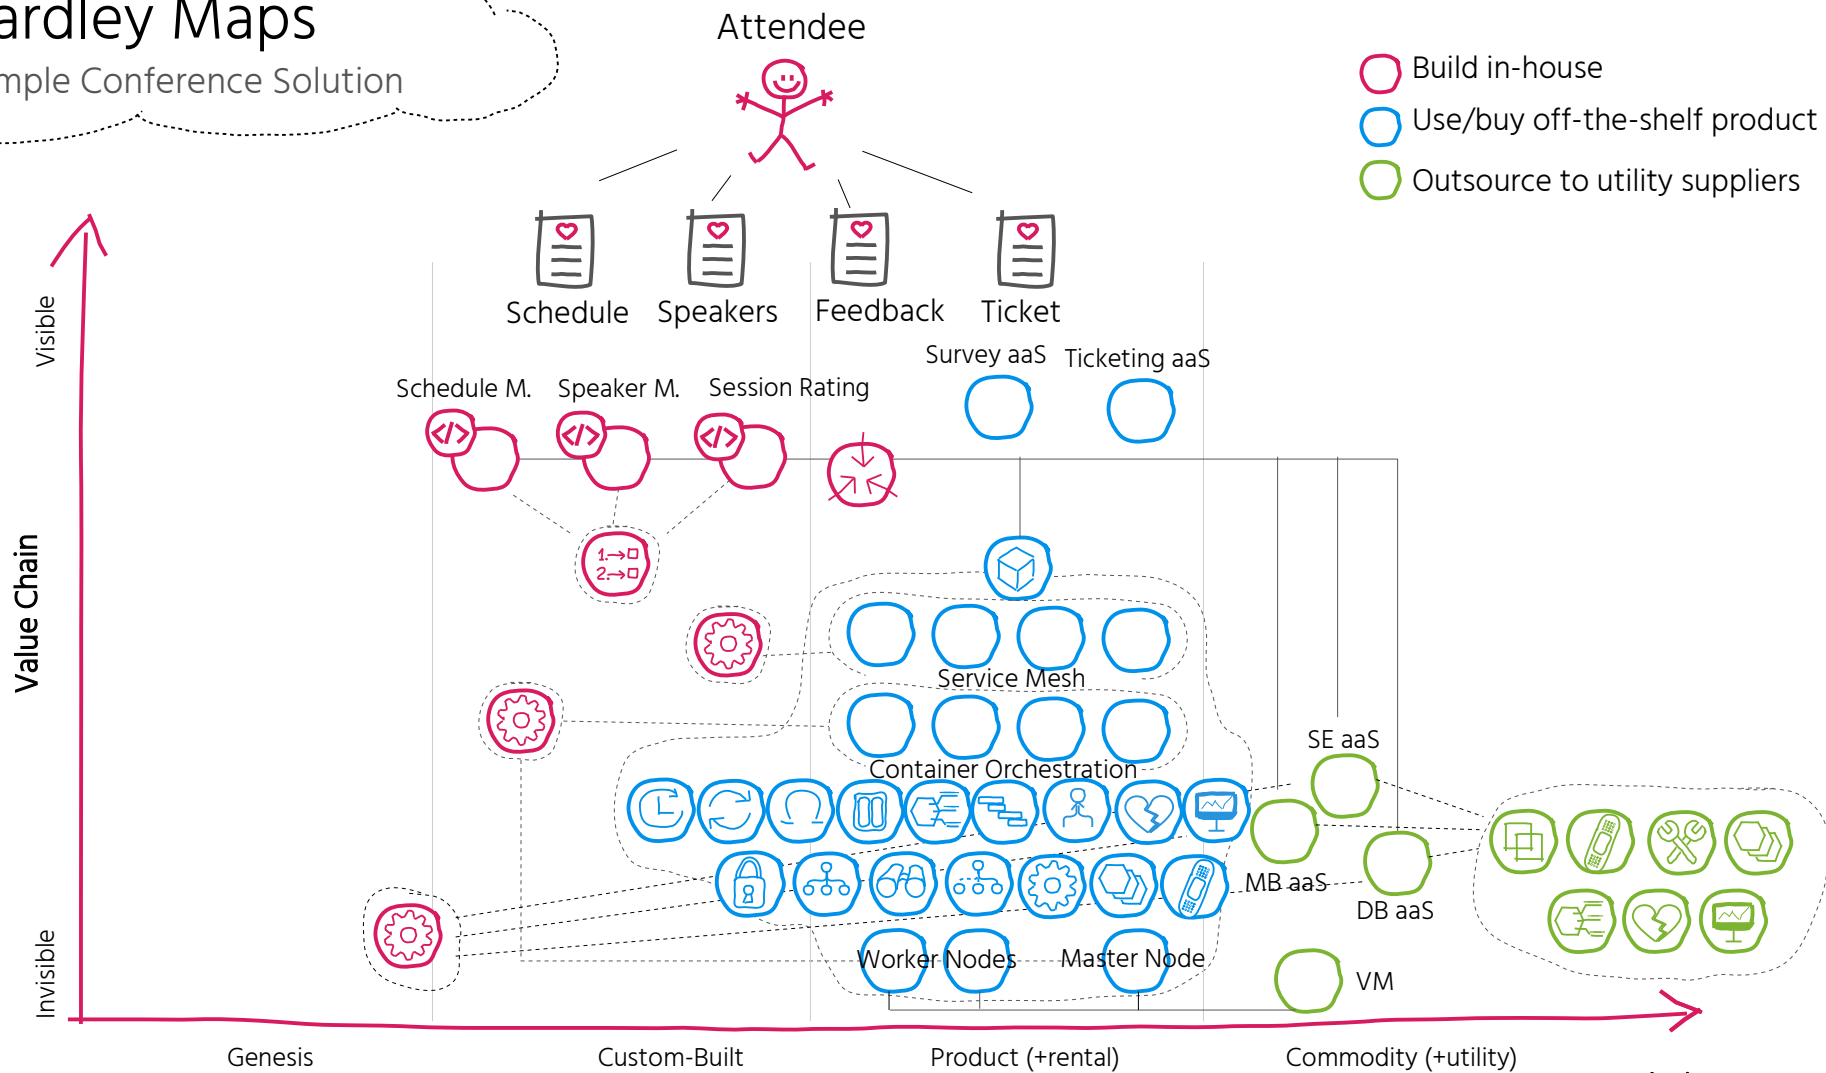 ardley Maps
mple Conference Solution
Attendee
Build in-house
Use/buy off-the-shelf product
Outsource to utility suppliers
Schedule
Speakers
Feedback
Ticket
Survey aaS
Ticketing aaS
Schedule M.
Speaker M.
Session Rating
</>
</>
</>
1.→□
2.→□
Service Mesh
Container Orchestration
SE aaS
MB aaS
DB aaS
Worker Nodes
Master Node
VM
Visible
Value Chain
Invisible
Genesis
Custom-Built
Product (+rental)
Commodity (+utility)